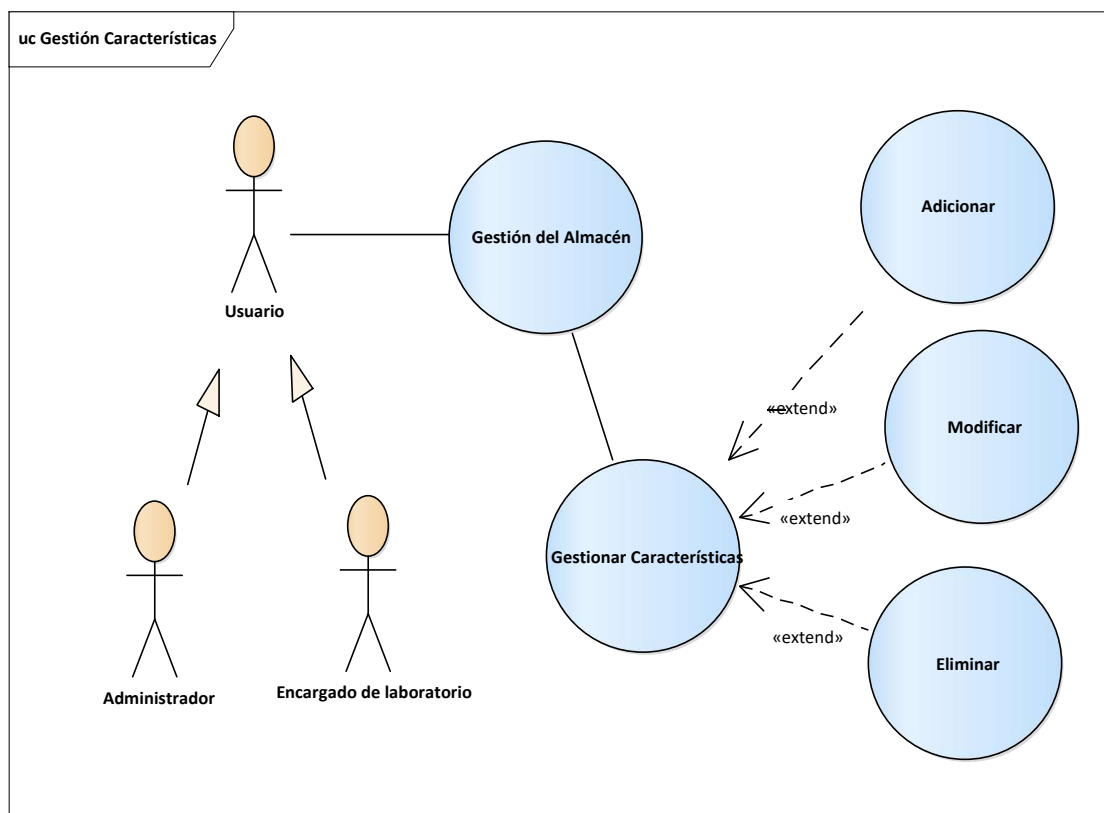 uc Gestión Características
Usuario
Gestión del Almacén
Adicionar
«extend»
Modificar
«extend»
Gestionar Características
«extend»
Eliminar
Administrador
Encargado de laboratorio